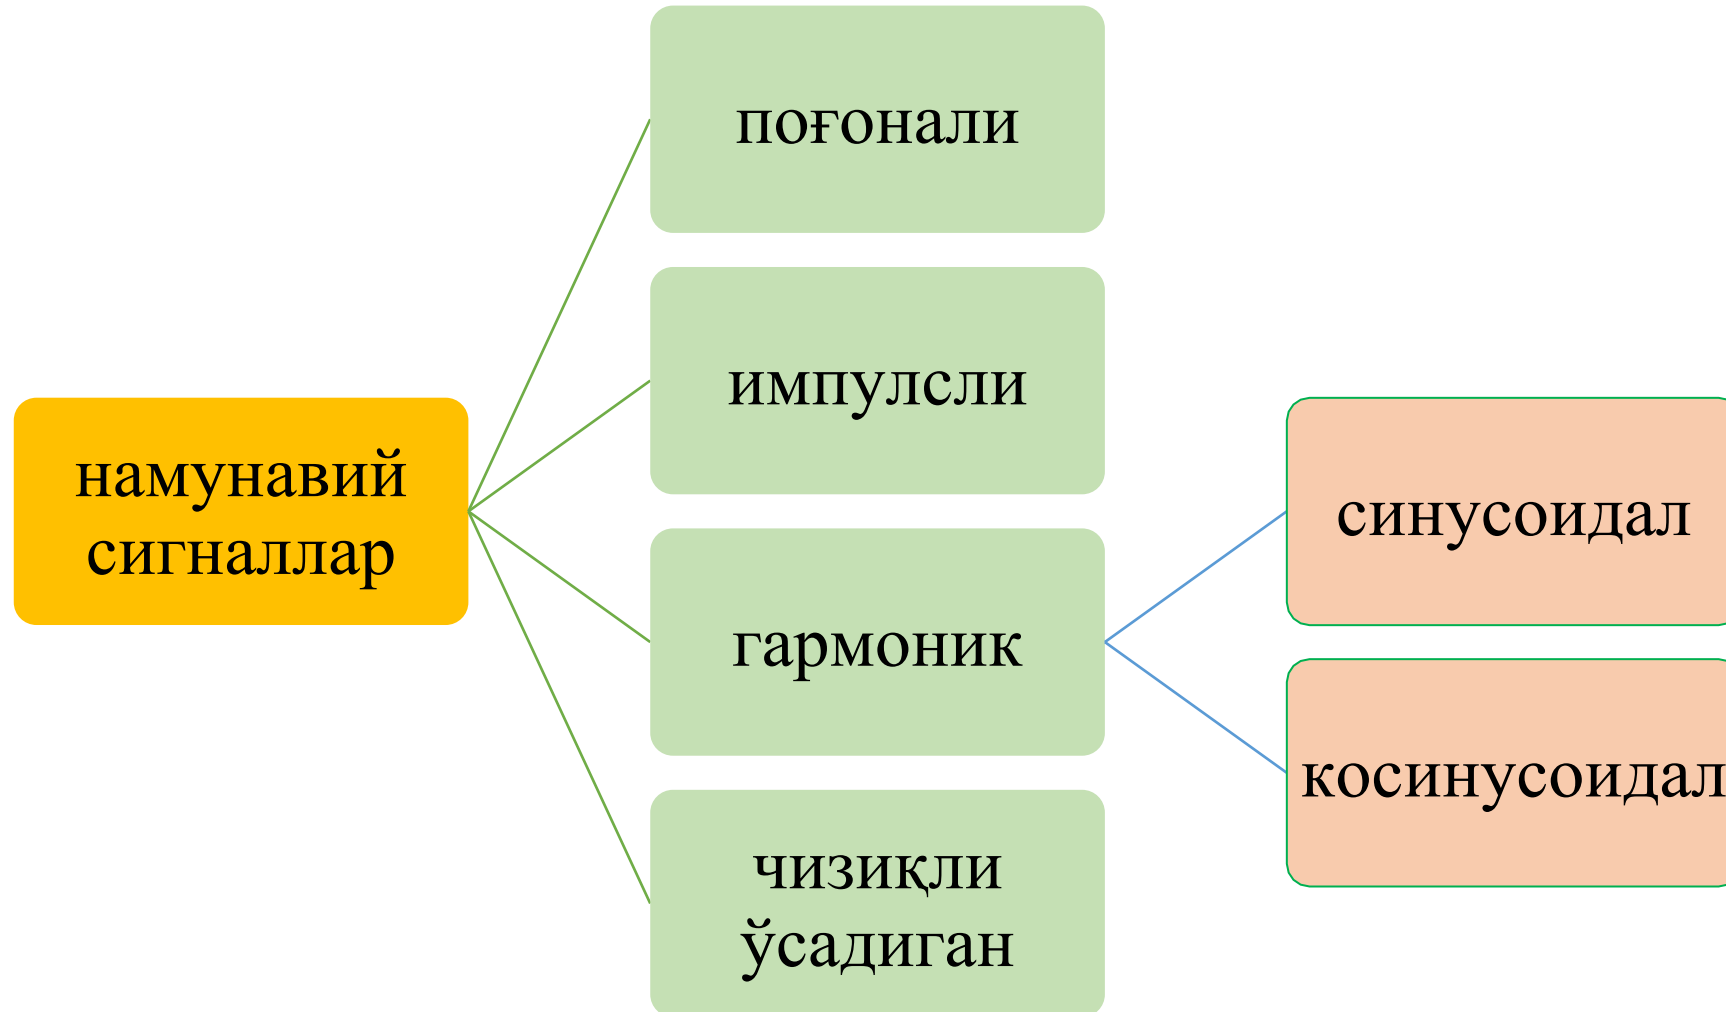 намунавий
сигналлар
поғонали
импулсли
гармоник
чизиқли
ўсадиган
синусоидал
косинусоидал